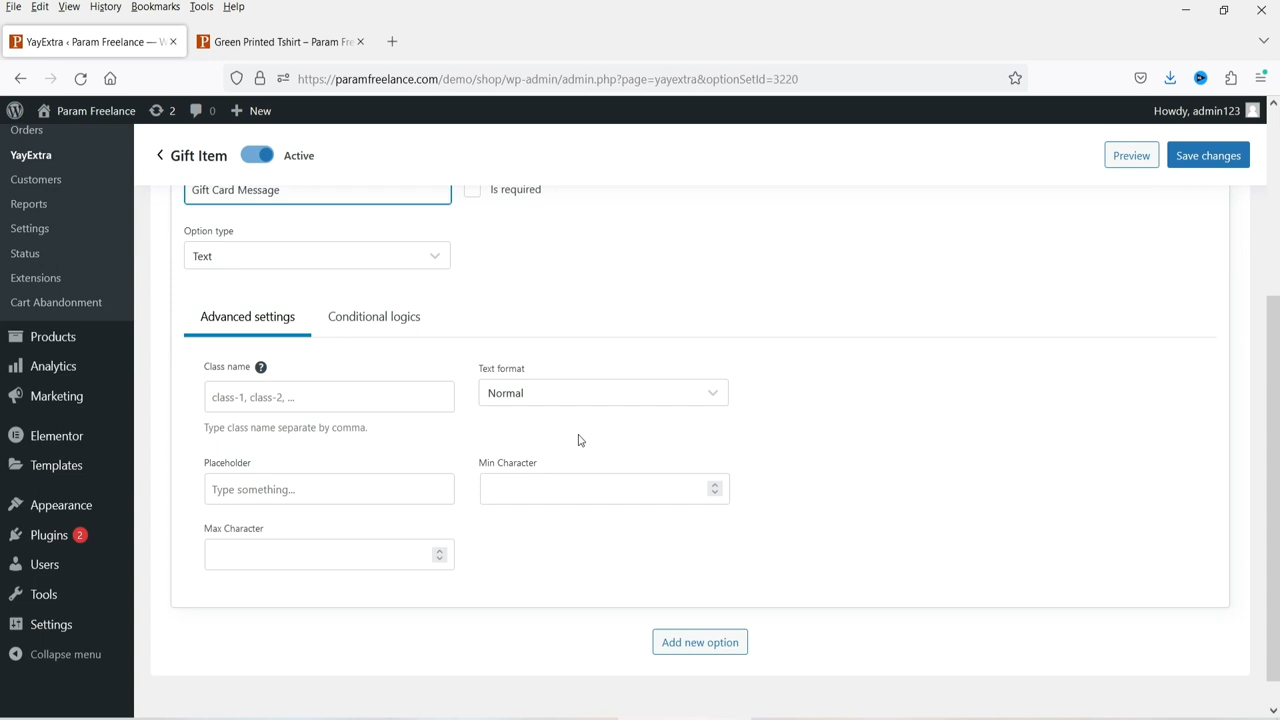 File Edit View History Bookmarks Tools Help
YayExtra ‹ Param Freelance — W
Green Printed Tshirt – Param Fre
https://paramfreelance.com/demo/shop/wp-admin/admin.php?page=yayextra&optionSetId=3220
Param Freelance 2 0 New Howdy, admin123
Orders
YayExtra
Customers
Reports
Settings
Status
Extensions
Cart Abandonment
Products
Analytics
Marketing
Elementor
Templates
Appearance
Plugins 2
Users
Tools
Settings
Collapse menu
Gift Item Active Preview Save changes
Gift Card Message Is required
Option type
Text
Advanced settings Conditional logics
Class name ? Text format
class-1, class-2, ... Normal
Type class name separate by comma.
Placeholder Min Character
Type something...
Max Character
Add new option